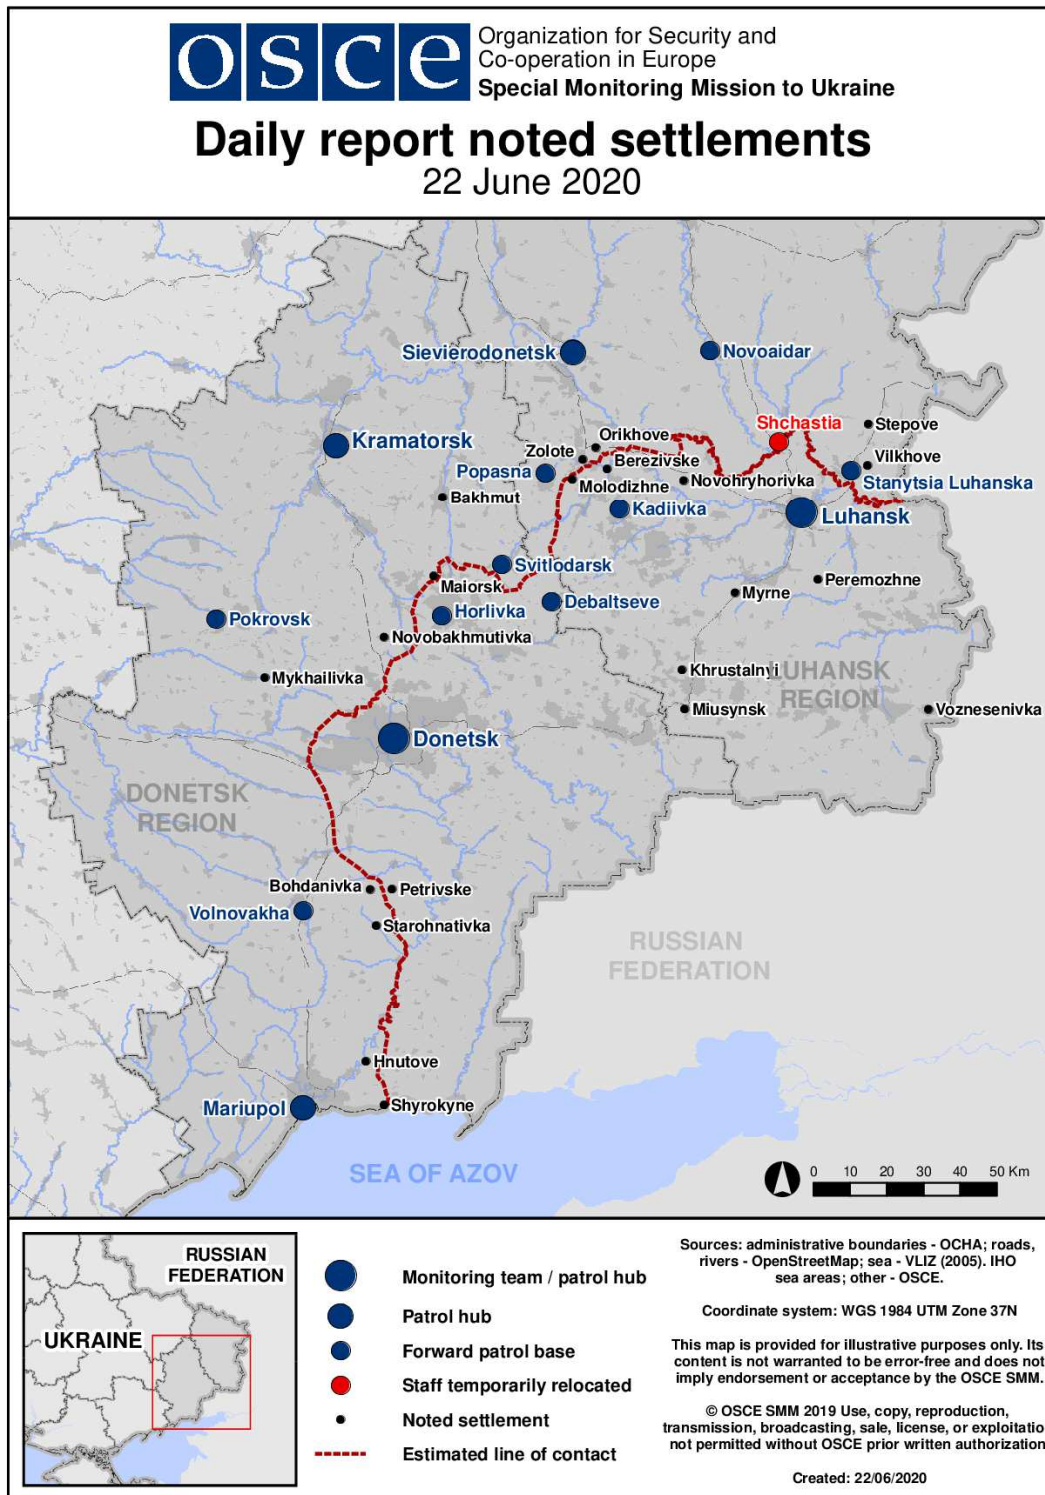 osce
Organization for Security and
Co-operation in Europe
Special Monitoring Mission to Ukraine
Daily report noted settlements
22 June 2020
Sievierodonetsk
Novoaidar
Shchastia
Stepove
Kramatorsk
Orikhove
Zolote
Vilkhove
Popasna
Berezivske
Stanytsia Luhanska
Molodizhne
Novohryhorivka
Bakhmut
Kadiivka
Luhansk
Svitlodarsk
Maiorsk
Peremozhne
Myrne
Debaltseve
Horlivka
Pokrovsk
Novobakhmutivka
Mykhailivka
Khrustalnyi
LUHANSK
REGION
Miusynsk
Voznesenivka
Donetsk
DONETSK
REGION
Bohdanivka
Petrivske
Volnovakha
Starohnativka
RUSSIAN
FEDERATION
Hnutove
Mariupol
Shyrokyne
SEA OF AZOV
0 10 20 30 40 50 Km
RUSSIAN
FEDERATION
UKRAINE
Monitoring team / patrol hub
Patrol hub
Forward patrol base
Staff temporarily relocated
Noted settlement
Estimated line of contact
Sources: administrative boundaries - OCHA; roads,
rivers - OpenStreetMap; sea - VLIZ (2005). IHO
sea areas; other - OSCE.
Coordinate system: WGS 1984 UTM Zone 37N
This map is provided for illustrative purposes only. Its
content is not warranted to be error-free and does not
imply endorsement or acceptance by the OSCE SMM.
© OSCE SMM 2019 Use, copy, reproduction,
transmission, broadcasting, sale, license, or exploitatio
not permitted without OSCE prior written authorization
Created: 22/06/2020